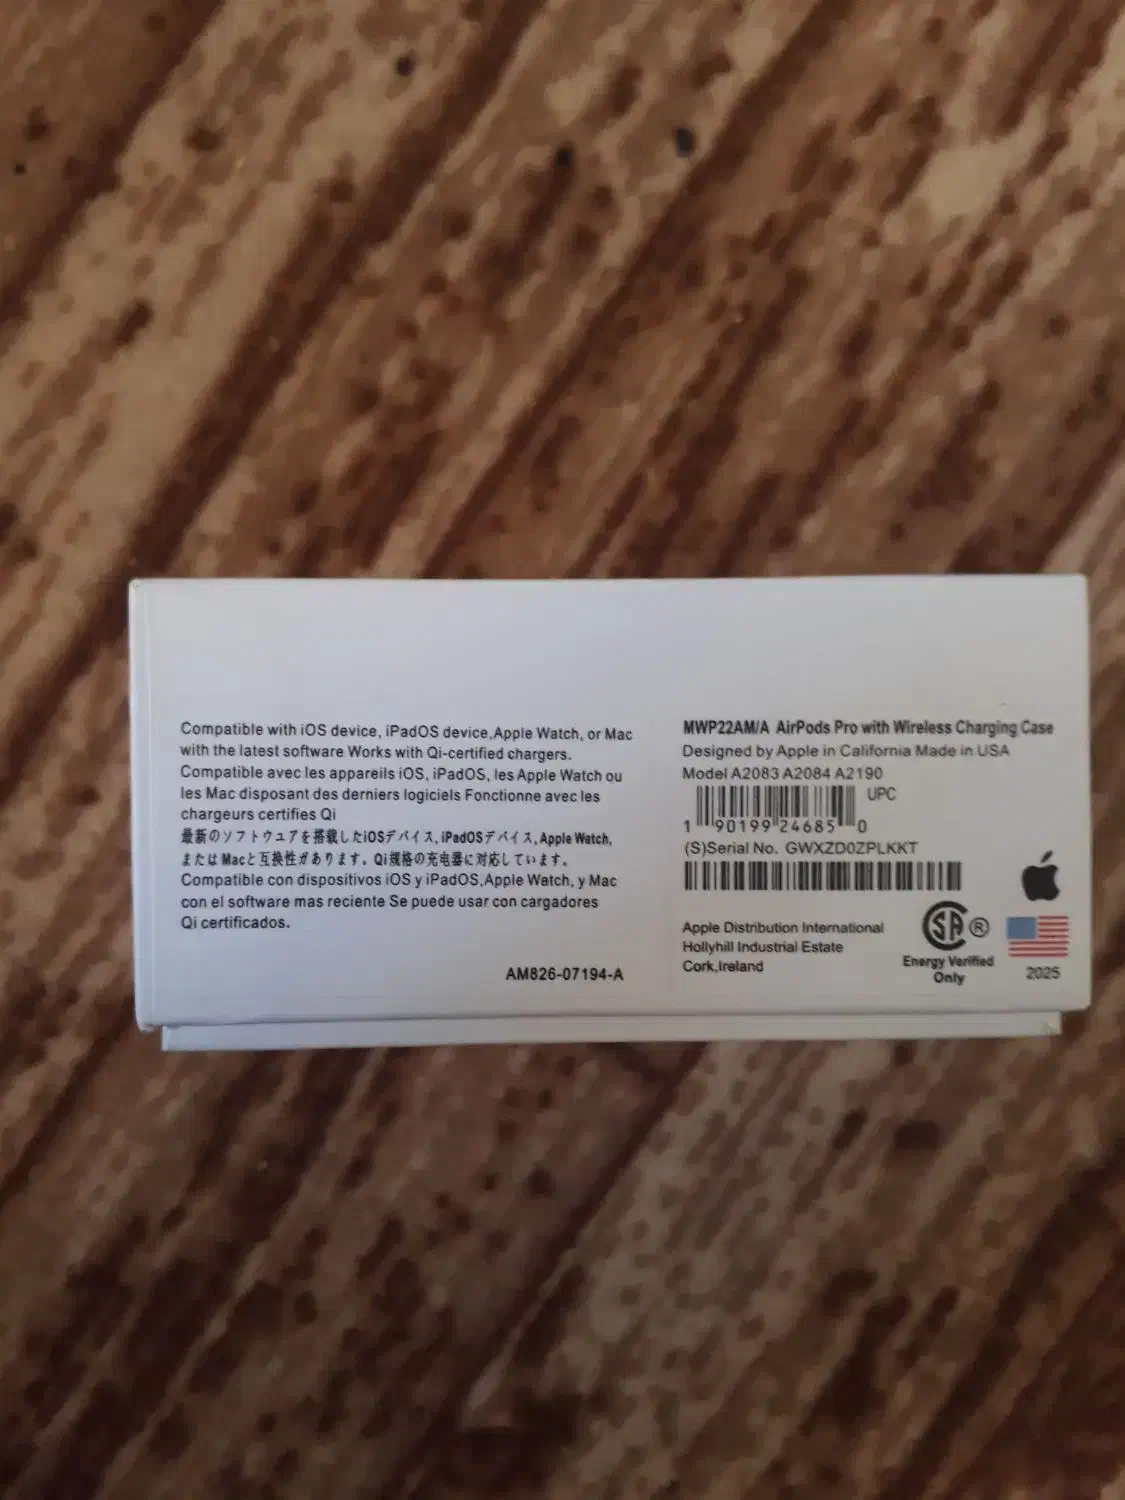 Compatible with iOS device, iPadOS device,Apple Watch, or Mac
with the latest software Works with Qi-certified chargers.
Compatible avec les appareils iOS, iPadOS, les Apple Watch ou
les Mac disposant des derniers logiciels Fonctionne avec les
chargeurs certifies Qi
最新のソフトウユアを搭載したiOSデバイス, iPadOSデバイス, Apple Watch,
または Macと互換性があります。Qi規格の充電器に対応しています。
Compatible con dispositivos iOS y iPadOS,Apple Watch, y Mac
con el software mas reciente Se puede usar con cargadores
Qi certificados.
AM826-07194-A
MWP22AM/A AirPods Pro with Wireless Charging Case
Designed by Apple in California Made in USA
Model A2083 A2084 A2190
UPC
1 90199 24685 0
(S)Serial No. GWXZD0ZPLKKT
Apple Distribution International
Hollyhill Industrial Estate
Cork,Ireland
SA ®
Energy Verified
Only
2025